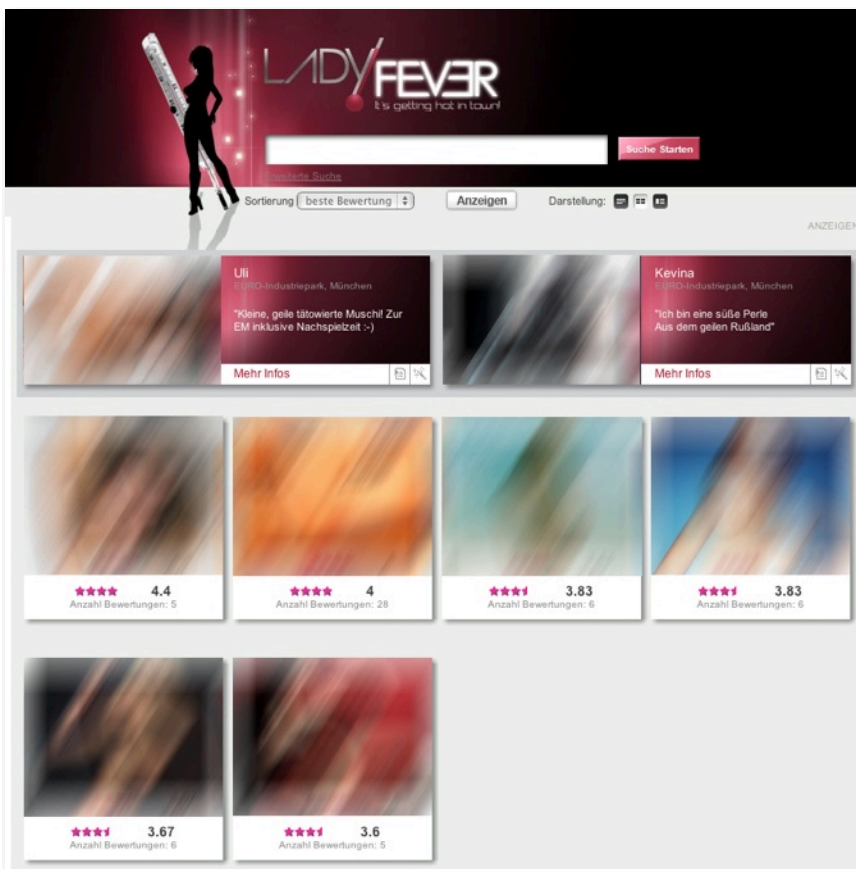 LADY FEVER
It's getting hot in town!
Suche Starten
Erweiterte Suche
Sortierung beste Bewertung Anzeigen Darstellung:
ANZEIGEN
Uli
EURO-Industriepark, München
"Kleine, geile tätowierte Muschi! Zur
EM inklusive Nachspielzeit :-)
Mehr Infos
Kevina
EURO-Industriepark, München
"Ich bin eine süße Perle
Aus dem geilen Rußland"
Mehr Infos
4.4
Anzahl Bewertungen: 5
4
Anzahl Bewertungen: 28
3.83
Anzahl Bewertungen: 6
3.83
Anzahl Bewertungen: 6
3.67
Anzahl Bewertungen: 6
3.6
Anzahl Bewertungen: 5